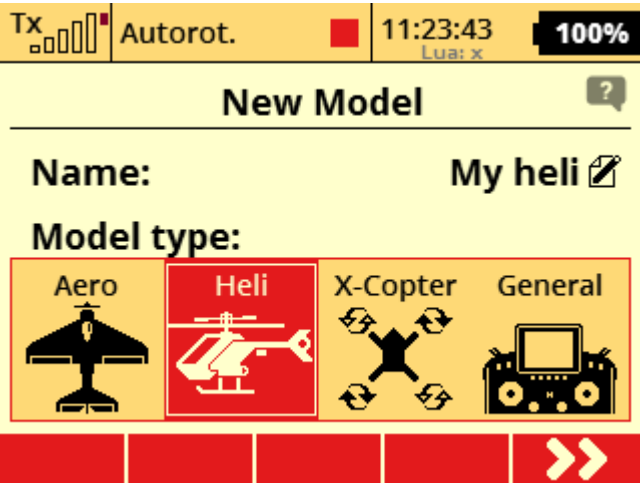 Tx Autorot. 11:23:43 100%
Lua: x
New Model ?
Name: My heli
Model type:
Aero Heli X-Copter General